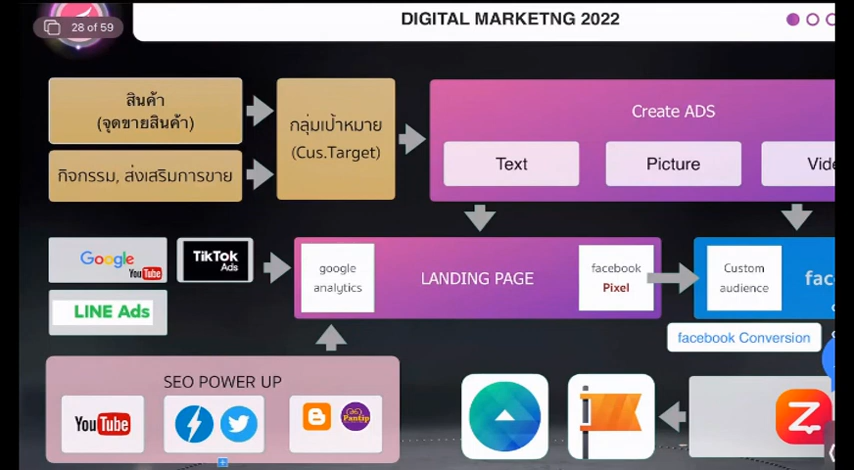 28 of 59
DIGITAL MARKETNG 2022
สินค้า
(จุดขายสินค้า)
กิจกรรม, ส่งเสริมการขาย
กลุ่มเป้าหมาย
(Cus.Target)
Create ADS
Text
Picture
Google
YouTube
TikTok
Ads
LINE Ads
google
analytics
LANDING PAGE
facebook
Pixel
Custom
audience
facebook Conversion
SEO POWER UP
YouTube
Pantip